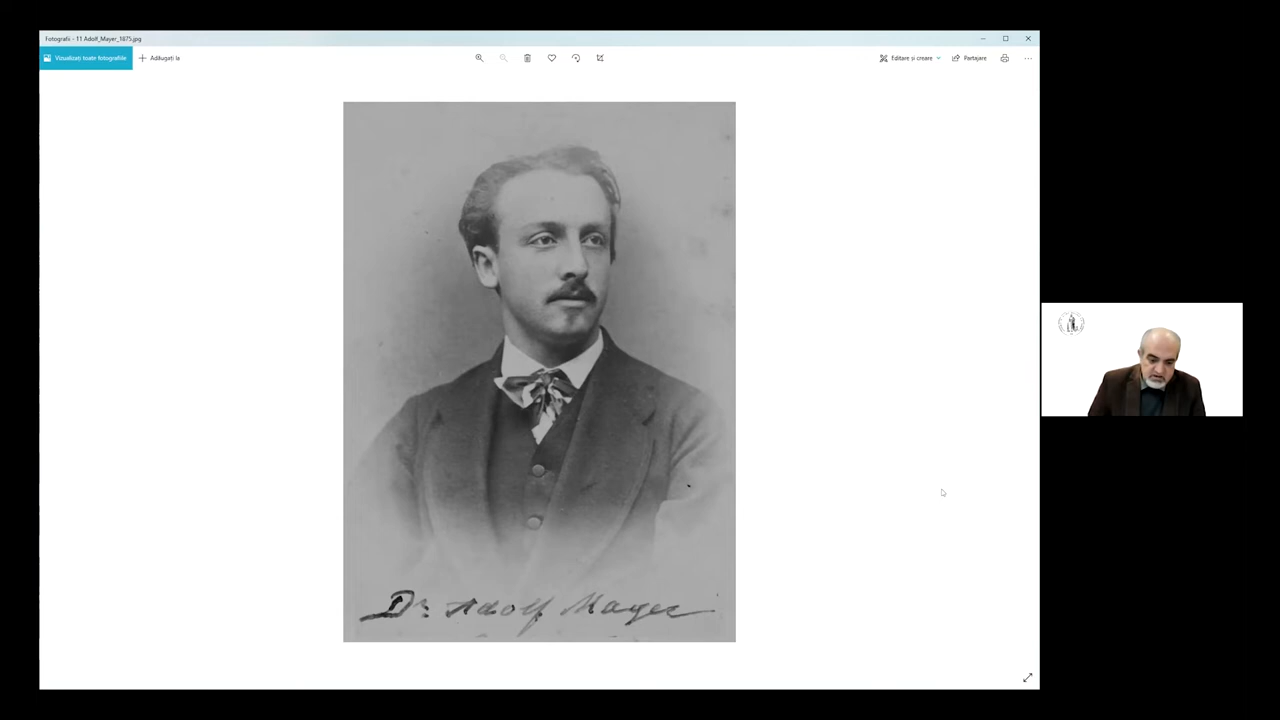 Fotografii - 11 Adolf_Mayer_1875.jpg
Vizualizați toate fotografiile
Adăugați la
Editare și creare
Partajare
Dr. Adolf Mayer